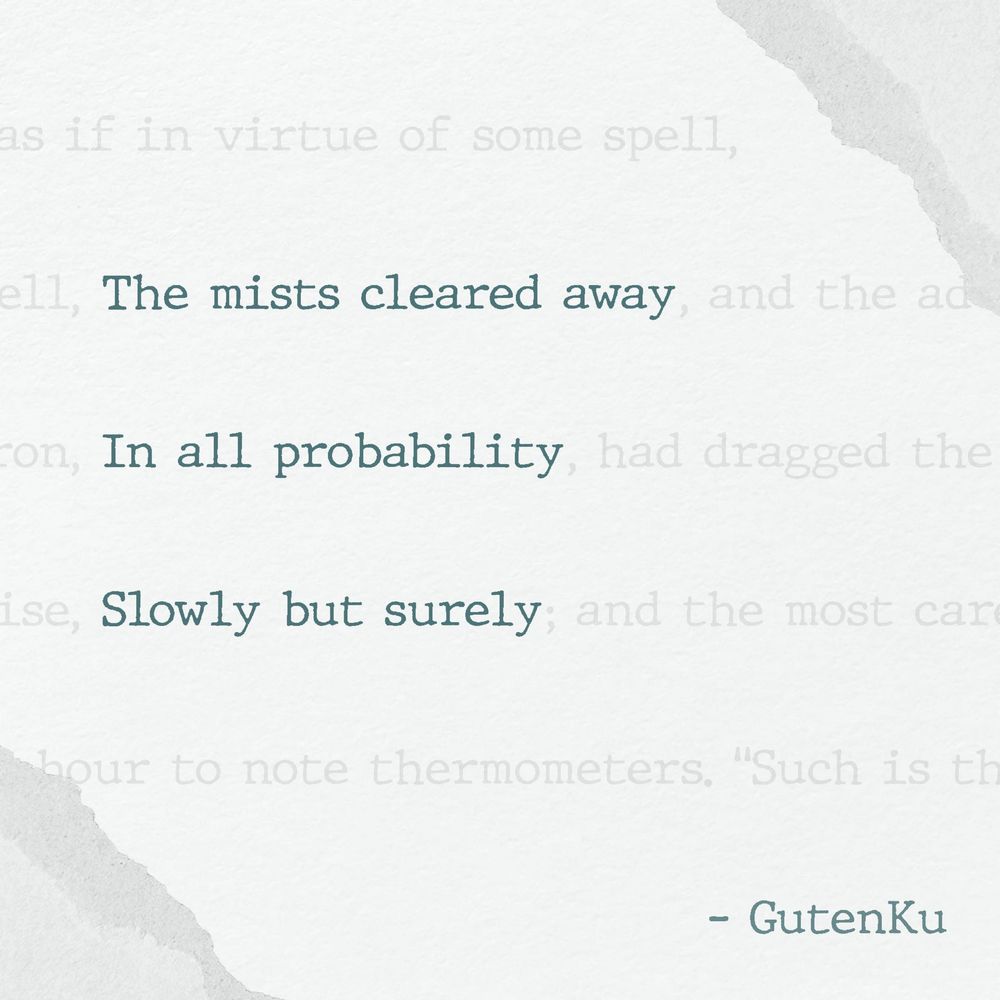 as if in virtue of some spell,
ell, The mists cleared away, and the ad
ron, In all probability, had dragged the
ise, Slowly but surely; and the most care
hour to note thermometers. "Such is th
- GutenKu